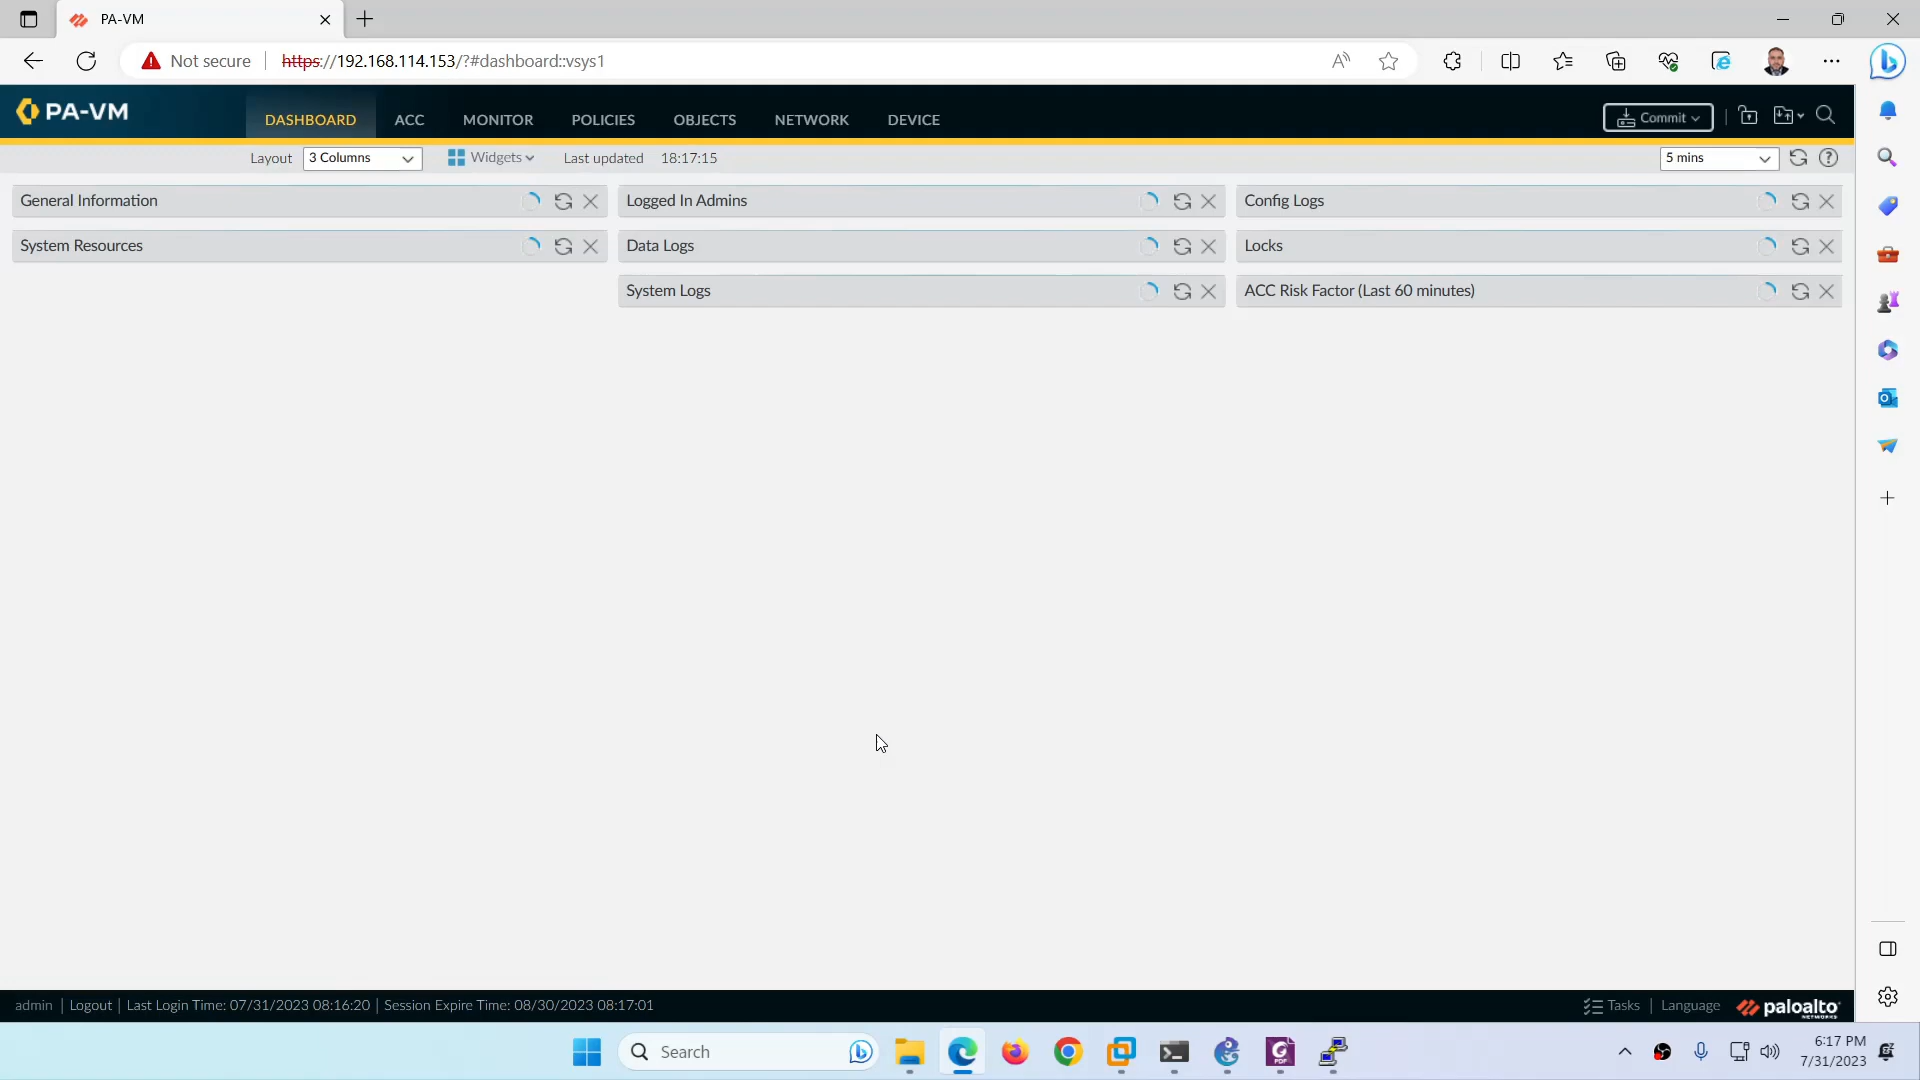 PA-VM
Not secure
https://192.168.114.153/?#dashboard::vsys1
PA-VM
DASHBOARD ACC MONITOR POLICIES OBJECTS NETWORK DEVICE
Commit
Layout 3 Columns Widgets Last updated 18:17:15 5 mins
General Information Logged In Admins Config Logs
System Resources Data Logs Locks
System Logs ACC Risk Factor (Last 60 minutes)
admin | Logout | Last Login Time: 07/31/2023 08:16:20 | Session Expire Time: 08/30/2023 08:17:01
Tasks | Language paloalto
NETWORKS
Search
6:17 PM
7/31/2023